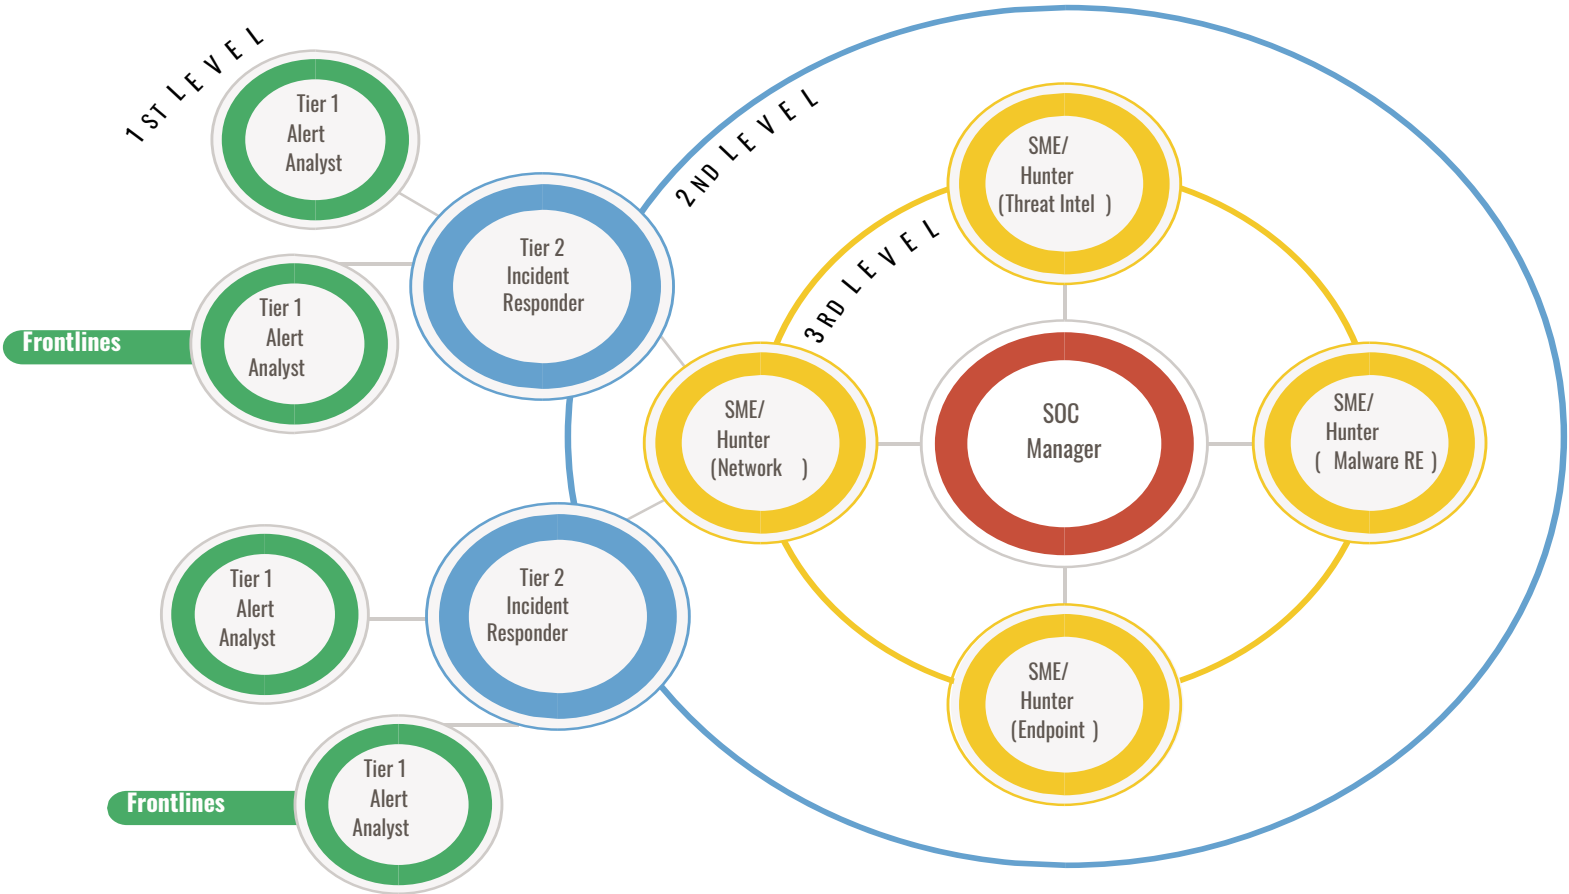 1ST LEVEL
Tier 1
Alert
Analyst
2ND LEVEL
SME/
Hunter
(Threat Intel )
Tier 2
Incident
Responder
3RD LEVEL
Tier 1
Alert
Analyst
Frontlines
SME/
Hunter
(Network )
SOC
Manager
SME/
Hunter
( Malware RE )
Tier 1
Alert
Analyst
Tier 2
Incident
Responder
SME/
Hunter
(Endpoint )
Tier 1
Alert
Analyst
Frontlines